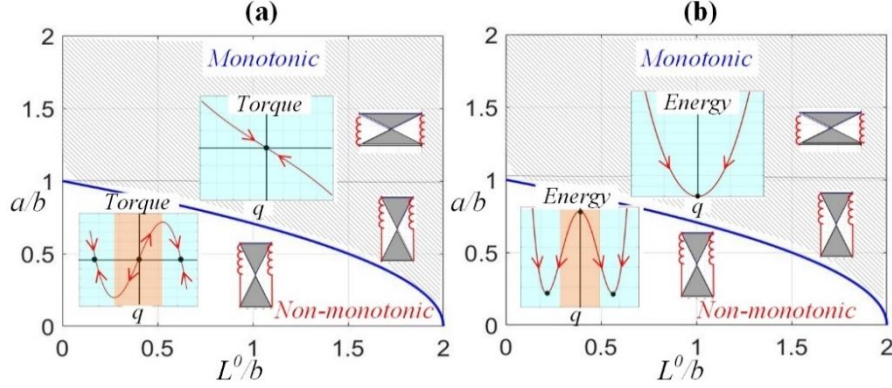 (a)
2
1.5
1
0.5
0
a/b
Monotonic
Torque
q
Torque
q
Non-monotonic
0
0.5
1
1.5
2
L⁰/b
(b)
2
1.5
1
0.5
0
a/b
Monotonic
Energy
q
Energy
q
Non-monotonic
0
0.5
1
1.5
2
L⁰/b